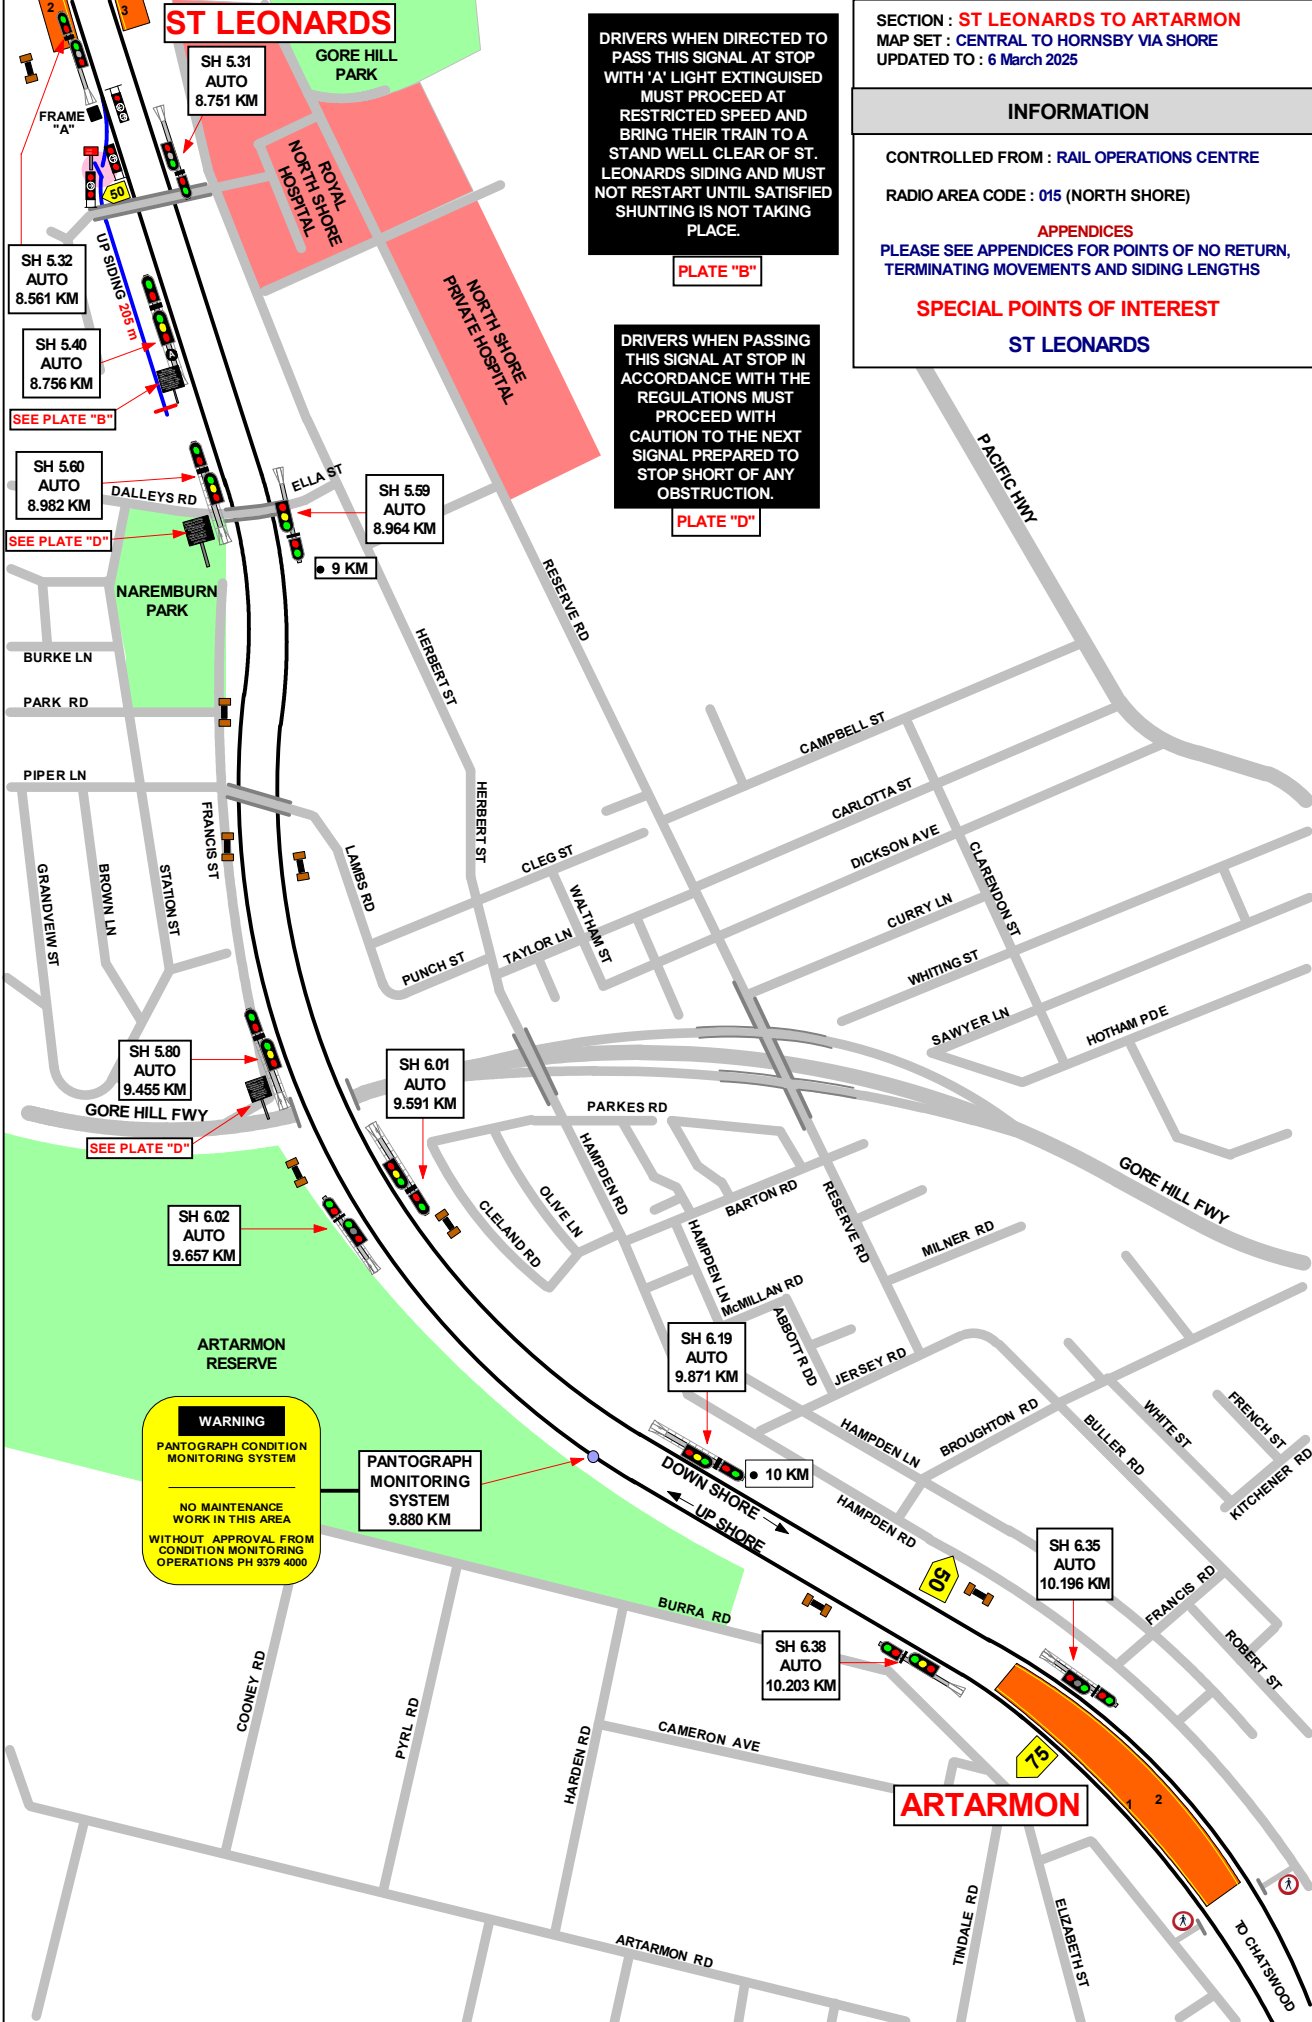 SECTION : ST LEONARDS TO ARTARMON
MAP SET : CENTRAL TO HORNSBY VIA SHORE
UPDATED TO : 6 March 2025
INFORMATION
CONTROLLED FROM : RAIL OPERATIONS CENTRE
RADIO AREA CODE : 015 (NORTH SHORE)
APPENDICES
PLEASE SEE APPENDICES FOR POINTS OF NO RETURN,
TERMINATING MOVEMENTS AND SIDING LENGTHS
SPECIAL POINTS OF INTEREST
ST LEONARDS
DRIVERS WHEN DIRECTED TO
PASS THIS SIGNAL AT STOP
WITH 'A' LIGHT EXTINGUISED
MUST PROCEED AT
RESTRICTED SPEED AND
BRING THEIR TRAIN TO A
STAND WELL CLEAR OF ST.
LEONARDS SIDING AND MUST
NOT RESTART UNTIL SATISFIED
SHUNTING IS NOT TAKING
PLACE.
PLATE "B"
DRIVERS WHEN PASSING
THIS SIGNAL AT STOP IN
ACCORDANCE WITH THE
REGULATIONS MUST
PROCEED WITH
CAUTION TO THE NEXT
SIGNAL PREPARED TO
STOP SHORT OF ANY
OBSTRUCTION.
PLATE "D"
2
3
ST LEONARDS
GORE HILL
PARK
SH 5.31
AUTO
8.751 KM
FRAME
"A"
50
ROYAL
NORTH SHORE
HOSPITAL
NORTH SHORE
PRIVATE HOSPITAL
SH 5.32
AUTO
8.561 KM
UP SIDING 205 m
SH 5.40
AUTO
8.756 KM
A
SEE PLATE "B"
SH 5.60
AUTO
8.982 KM
DALLEYS RD
ELLA ST
SH 5.59
AUTO
8.964 KM
SEE PLATE "D"
9 KM
NAREMBURN
PARK
PACIFIC HWY
RESERVE RD
HERBERT ST
BURKE LN
PARK RD
PIPER LN
CAMPBELL ST
CARLOTTA ST
DICKSON AVE
HERBERT ST
FRANCIS ST
LAMBS RD
CLEG ST
GRANDVEIW ST
BROWN LN
STATION ST
WALTHAM ST
CURRY LN
CLARENDON ST
TAYLOR LN
PUNCH ST
WHITING ST
SAWYER LN
HOTHAM PDE
SH 5.80
AUTO
9.455 KM
SH 6.01
AUTO
9.591 KM
GORE HILL FWY
PARKES RD
SEE PLATE "D"
HAMPDEN RD
GORE HILL FWY
SH 6.02
AUTO
9.657 KM
CLELAND RD
OLIVE LN
BARTON RD
RESERVE RD
MILNER RD
HAMPDEN LN
McMILLAN RD
ABBOTT R DD
JERSEY RD
ARTARMON
RESERVE
SH 6.19
AUTO
9.871 KM
WARNING
PANTOGRAPH CONDITION
MONITORING SYSTEM
NO MAINTENANCE
WORK IN THIS AREA
WITHOUT APPROVAL FROM
CONDITION MONITORING
OPERATIONS PH 9379 4000
PANTOGRAPH
MONITORING
SYSTEM
9.880 KM
DOWN SHORE
UP SHORE
10 KM
HAMPDEN LN
BROUGHTON RD
BULLER RD
WHITE ST
FRENCH ST
KITCHENER RD
HAMPDEN RD
50
SH 6.35
AUTO
10.196 KM
FRANCIS RD
ROBERT ST
BURRA RD
SH 6.38
AUTO
10.203 KM
COONEY RD
PYRL RD
HARDEN RD
CAMERON AVE
75
ARTARMON
1
2
TINDALE RD
ELIZABETH ST
ARTARMON RD
TO CHATSWOOD